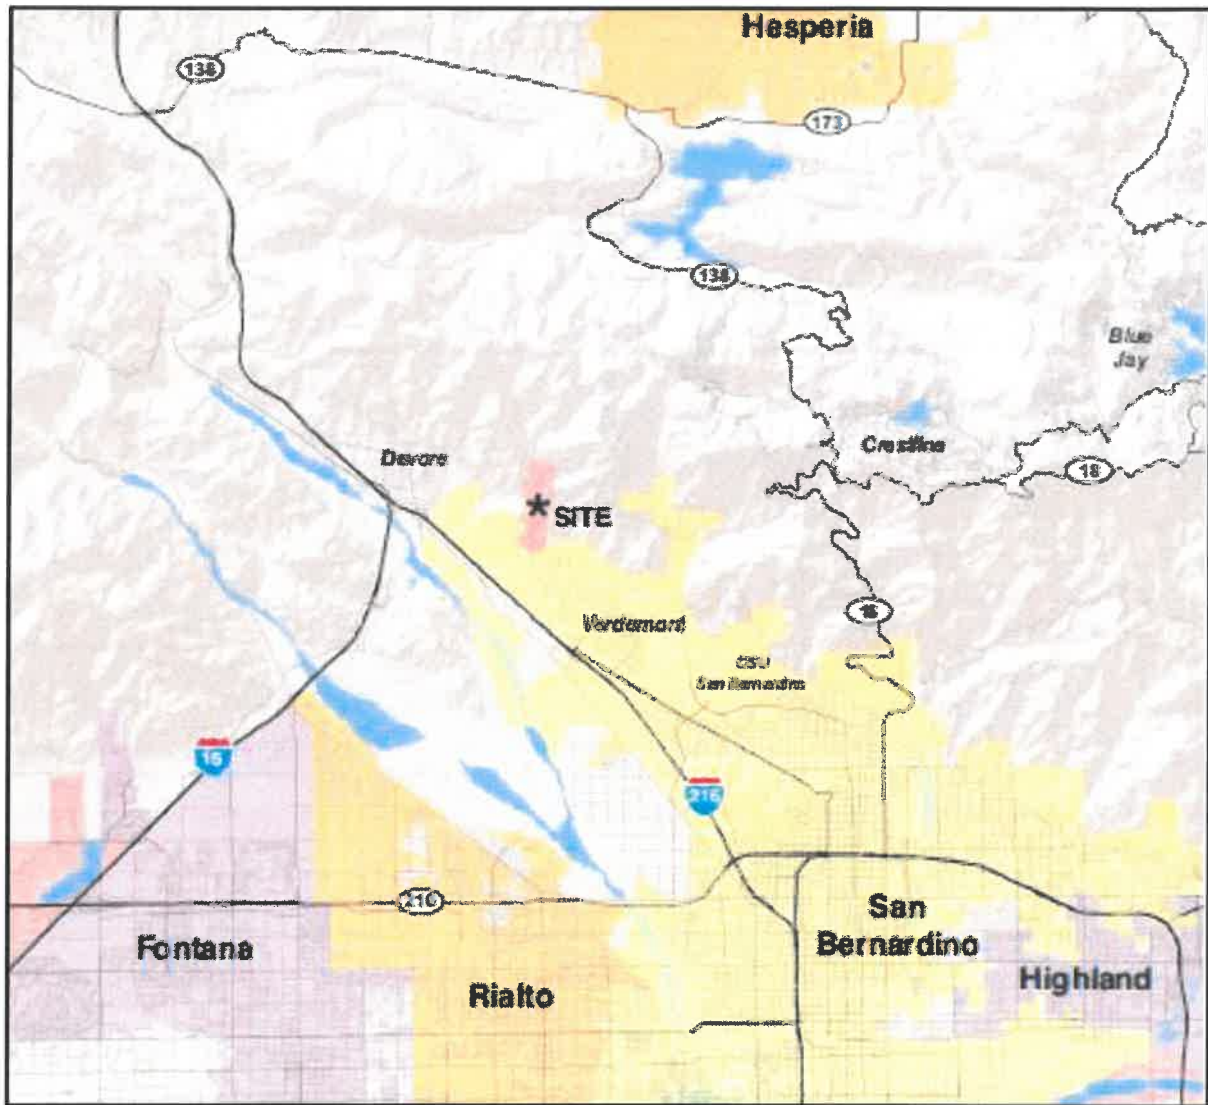 Hesperia
138
173
138
Blue
Jay
Crestline
Devore
18
*SITE
18
Verdemont
CSU
San Bernardino
15
215
210
San
Bernardino
Fontana
Highland
Rialto